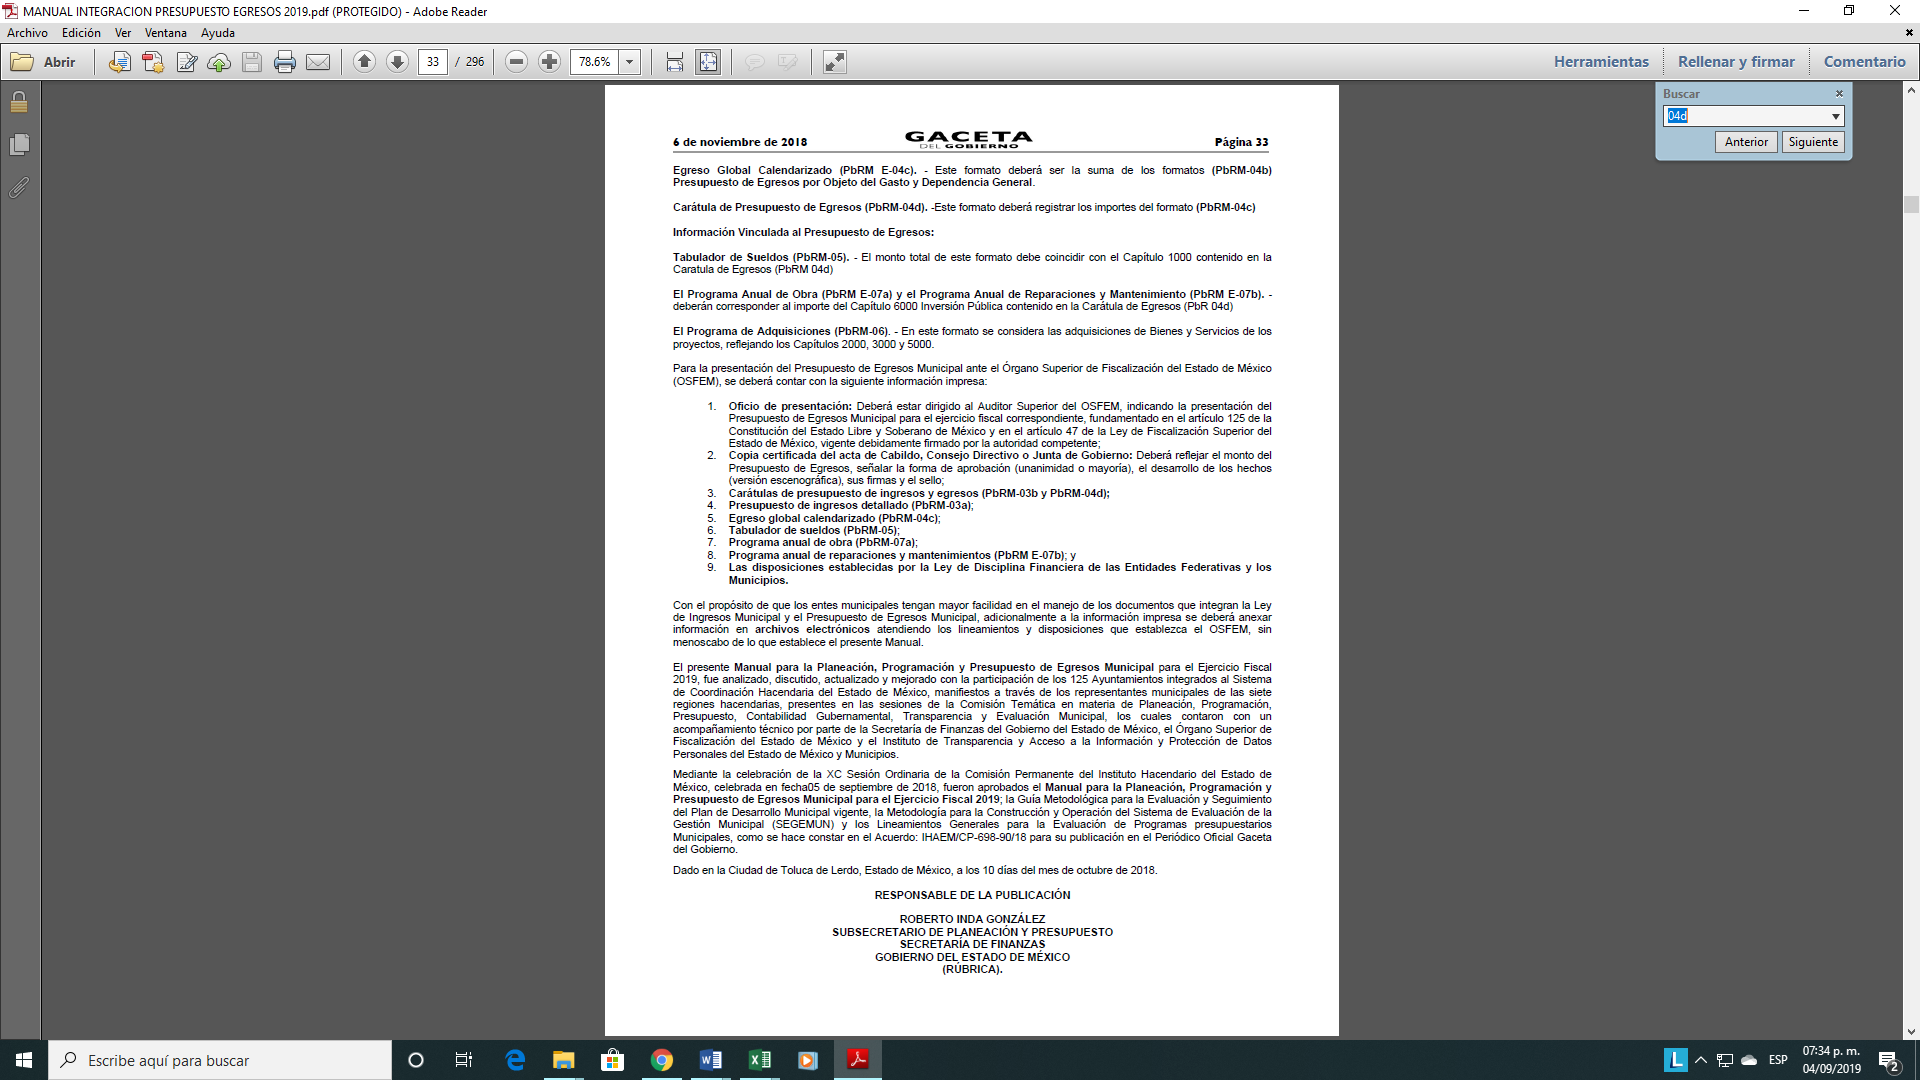 MANUAL INTEGRACION PRESUPUESTO EGRESOS 2019.pdf (PROTEGIDO) - Adobe Reader
Archivo Edición Ver Ventana Ayuda
Abrir 33 / 296 78.6% Herramientas Rellenar y firmar Comentario
Buscar
04d
Anterior Siguiente
6 de noviembre de 2018 GACETA DEL GOBIERNO Página 33
Egreso Global Calendarizado (PbRM E-04c). - Este formato deberá ser la suma de los formatos (PbRM-04b)
Presupuesto de Egresos por Objeto del Gasto y Dependencia General.
Carátula de Presupuesto de Egresos (PbRM-04d). -Este formato deberá registrar los importes del formato (PbRM-04c)
Información Vinculada al Presupuesto de Egresos:
Tabulador de Sueldos (PbRM-05). - El monto total de este formato debe coincidir con el Capítulo 1000 contenido en la
Caratula de Egresos (PbRM 04d)
El Programa Anual de Obra (PbRM E-07a) y el Programa Anual de Reparaciones y Mantenimiento (PbRM E-07b). -
deberán corresponder al importe del Capítulo 6000 Inversión Pública contenido en la Carátula de Egresos (PbR 04d)
El Programa de Adquisiciones (PbRM-06). - En este formato se considera las adquisiciones de Bienes y Servicios de los
proyectos, reflejando los Capítulos 2000, 3000 y 5000.
Para la presentación del Presupuesto de Egresos Municipal ante el Órgano Superior de Fiscalización del Estado de México
(OSFEM), se deberá contar con la siguiente información impresa:
1. Oficio de presentación: Deberá estar dirigido al Auditor Superior del OSFEM, indicando la presentación del
Presupuesto de Egresos Municipal para el ejercicio fiscal correspondiente, fundamentado en el artículo 125 de la
Constitución del Estado Libre y Soberano de México y en el artículo 47 de la Ley de Fiscalización Superior del
Estado de México, vigente debidamente firmado por la autoridad competente;
2. Copia certificada del acta de Cabildo, Consejo Directivo o Junta de Gobierno: Deberá reflejar el monto del
Presupuesto de Egresos, señalar la forma de aprobación (unanimidad o mayoría), el desarrollo de los hechos
(versión escenográfica), sus firmas y el sello;
3. Carátulas de presupuesto de ingresos y egresos (PbRM-03b y PbRM-04d);
4. Presupuesto de ingresos detallado (PbRM-03a);
5. Egreso global calendarizado (PbRM-04c);
6. Tabulador de sueldos (PbRM-05);
7. Programa anual de obra (PbRM-07a);
8. Programa anual de reparaciones y mantenimientos (PbRM E-07b); y
9. Las disposiciones establecidas por la Ley de Disciplina Financiera de las Entidades Federativas y los
Municipios.
Con el propósito de que los entes municipales tengan mayor facilidad en el manejo de los documentos que integran la Ley
de Ingresos Municipal y el Presupuesto de Egresos Municipal, adicionalmente a la información impresa se deberá anexar
información en archivos electrónicos atendiendo los lineamientos y disposiciones que establezca el OSFEM, sin
menoscabo de lo que establece el presente Manual.
El presente Manual para la Planeación, Programación y Presupuesto de Egresos Municipal para el Ejercicio Fiscal
2019, fue analizado, discutido, actualizado y mejorado con la participación de los 125 Ayuntamientos integrados al Sistema
de Coordinación Hacendaria del Estado de México, manifiestos a través de los representantes municipales de las siete
regiones hacendarias, presentes en las sesiones de la Comisión Temática en materia de Planeación, Programación,
Presupuesto, Contabilidad Gubernamental, Transparencia y Evaluación Municipal, los cuales contaron con un
acompañamiento técnico por parte de la Secretaría de Finanzas del Gobierno del Estado de México, el Órgano Superior de
Fiscalización del Estado de México y el Instituto de Transparencia y Acceso a la Información y Protección de Datos
Personales del Estado de México y Municipios.
Mediante la celebración de la XC Sesión Ordinaria de la Comisión Permanente del Instituto Hacendario del Estado de
México, celebrada en fecha05 de septiembre de 2018, fueron aprobados el Manual para la Planeación, Programación y
Presupuesto de Egresos Municipal para el Ejercicio Fiscal 2019; la Guía Metodológica para la Evaluación y Seguimiento
del Plan de Desarrollo Municipal vigente, la Metodología para la Construcción y Operación del Sistema de Evaluación de la
Gestión Municipal (SEGEMUN) y los Lineamientos Generales para la Evaluación de Programas presupuestarios
Municipales, como se hace constar en el Acuerdo: IHAEM/CP-698-90/18 para su publicación en el Periódico Oficial Gaceta
del Gobierno.
Dado en la Ciudad de Toluca de Lerdo, Estado de México, a los 10 días del mes de octubre de 2018.
RESPONSABLE DE LA PUBLICACIÓN
ROBERTO INDA GONZÁLEZ
SUBSECRETARIO DE PLANEACIÓN Y PRESUPUESTO
SECRETARÍA DE FINANZAS
GOBIERNO DEL ESTADO DE MÉXICO
(RÚBRICA).
Escribe aquí para buscar
ESP
07:34 p. m.
04/09/2019
2